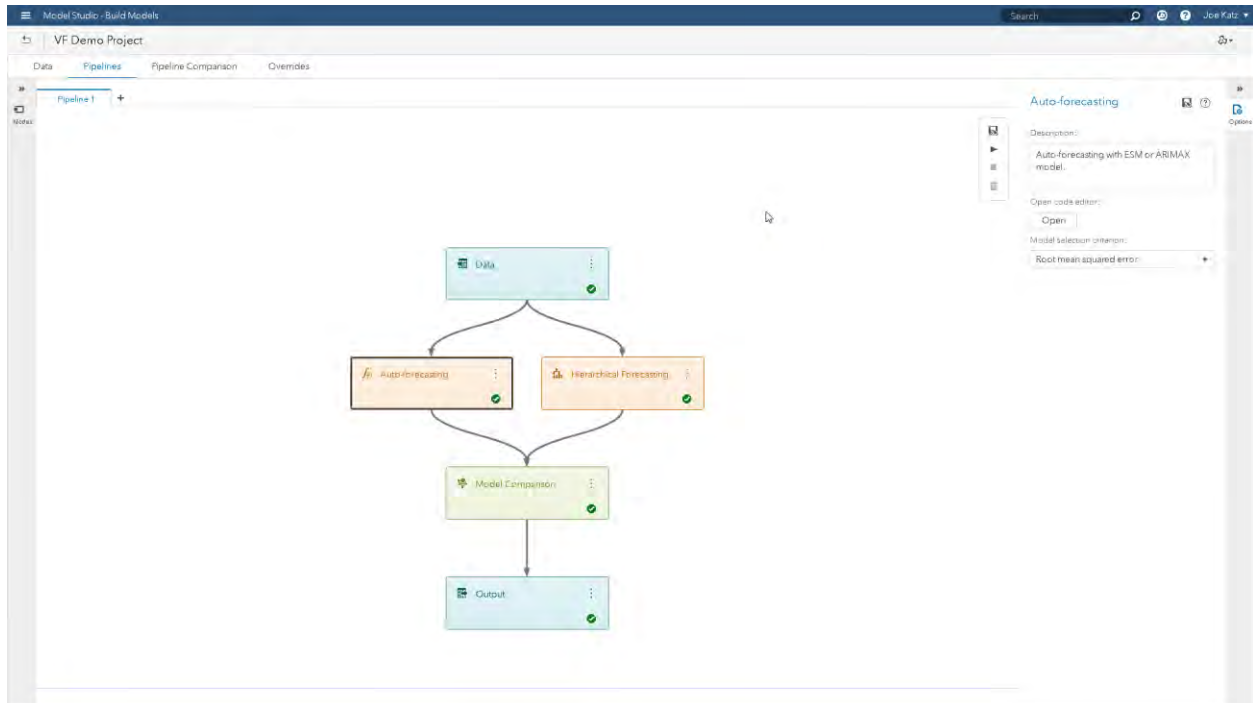 Model Studio - Build Models
Search
Joe Katz
VF Demo Project
Data
Pipelines
Pipeline Comparison
Overrides
Pipeline 1
+
Nodes
Options
Auto-forecasting
Description:
Auto-forecasting with ESM or ARIMAX
model.
Open code editor:
Open
Model selection criterion:
Root mean squared error
Data
Auto-forecasting
Hierarchical Forecasting
Model Comparison
Output